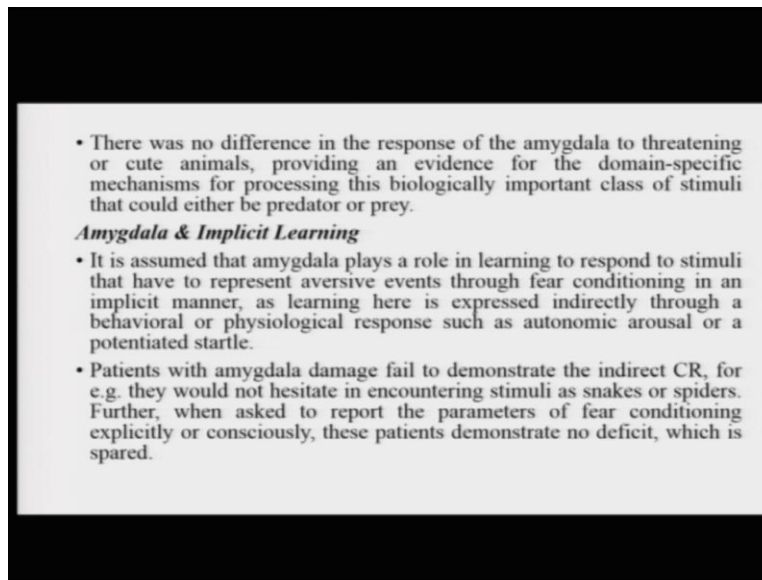 • There was no difference in the response of the amygdala to threatening
or cute animals, providing an evidence for the domain-specific
mechanisms for processing this biologically important class of stimuli
that could either be predator or prey.
Amygdala & Implicit Learning
• It is assumed that amygdala plays a role in learning to respond to stimuli
that have to represent aversive events through fear conditioning in an
implicit manner, as learning here is expressed indirectly through a
behavioral or physiological response such as autonomic arousal or a
potentiated startle.
• Patients with amygdala damage fail to demonstrate the indirect CR, for
e.g. they would not hesitate in encountering stimuli as snakes or spiders.
Further, when asked to report the parameters of fear conditioning
explicitly or consciously, these patients demonstrate no deficit, which is
spared.